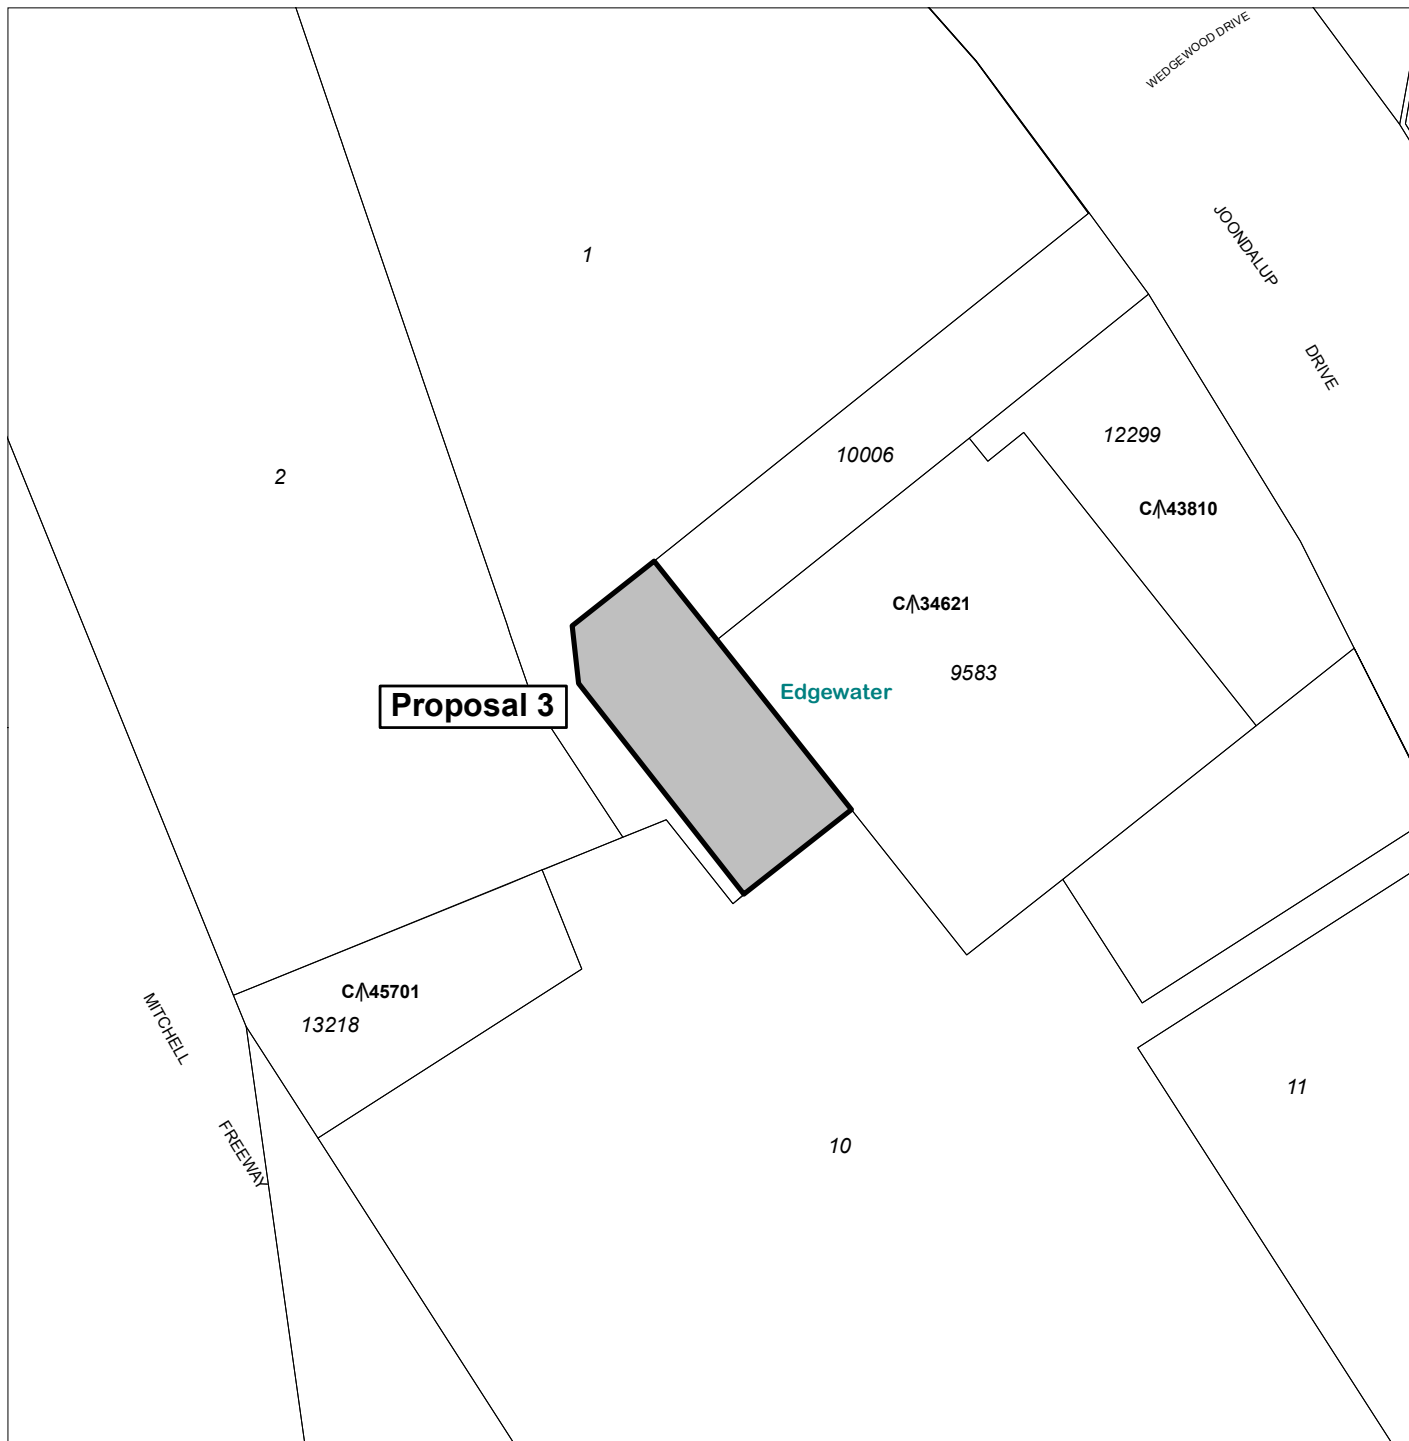 WEDGEWOOD DRIVE
JOONDALUP
DRIVE
1
2
10006
12299
C/\43810
C/\34621
9583
Edgewater
Proposal 3
C/\45701
13218
MITCHELL
FREEWAY
11
10